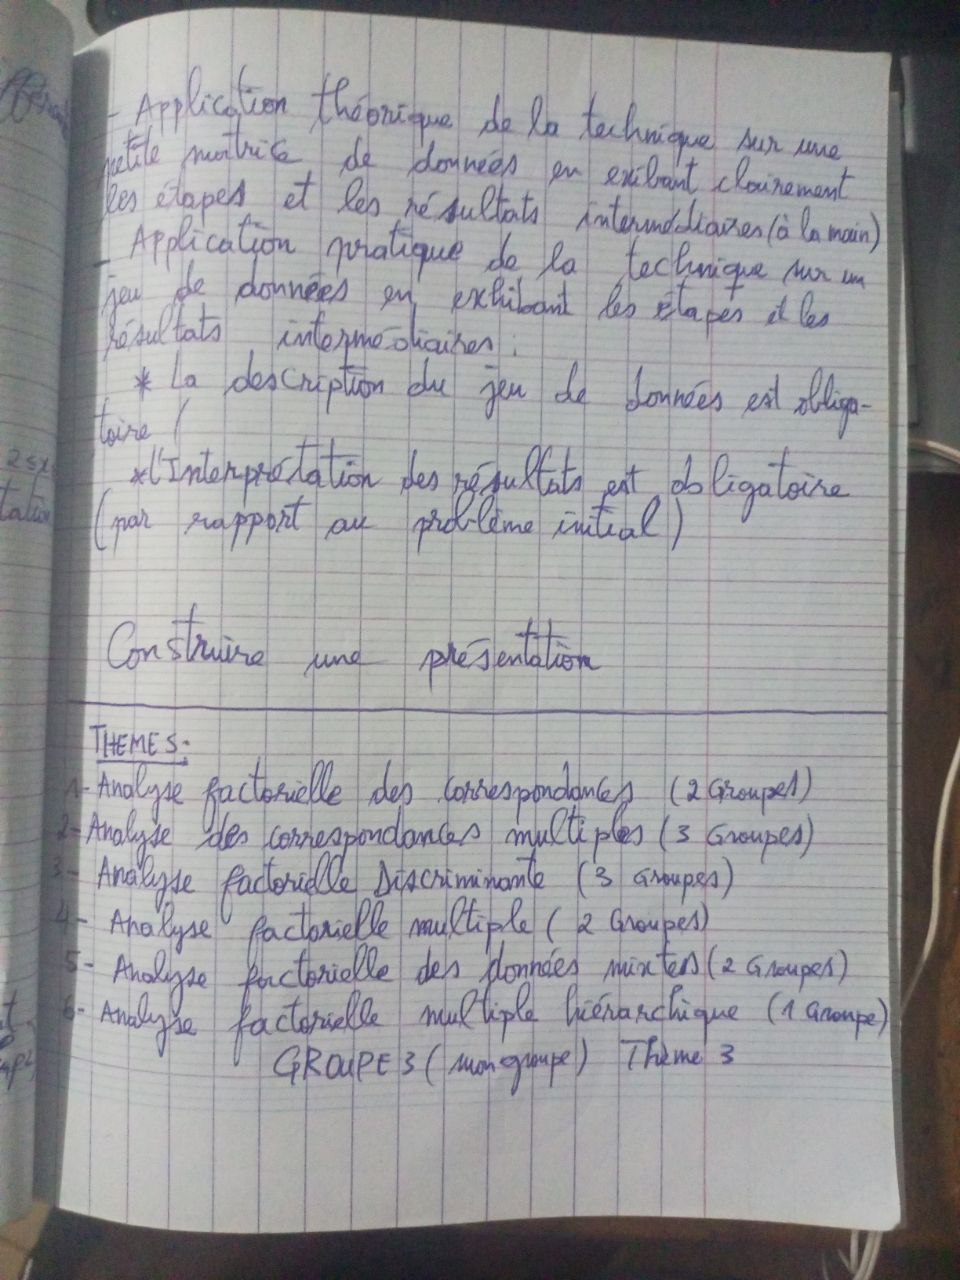 - Application théorique de la technique sur une
petite matrice de données en exibant clairement
les étapes et les résultats intermédiaires (à la main)
- Application pratique de la technique sur un
jeu de données en exhibant les étapes et les
résultats intermédiaires.
* La description du jeu de données est obliga-
toire (
* l'Interprétation des résultats est obligatoire
(par rapport au problème initial)
Construire une présentation
THEMES:
1- Analyse factorielle des correspondances (2 Groupes)
2- Analyse des correspondances multiples (3 Groupes)
3- Analyse factorielle Discriminante (3 Groupes)
4- Analyse factorielle multiple (2 Groupes)
5- Analyse factorielle des données mixtes (2 Groupes)
6- Analyse factorielle multiple hiérarchique (1 Groupe)
GROUPE 3 (mon groupe) Thème 3